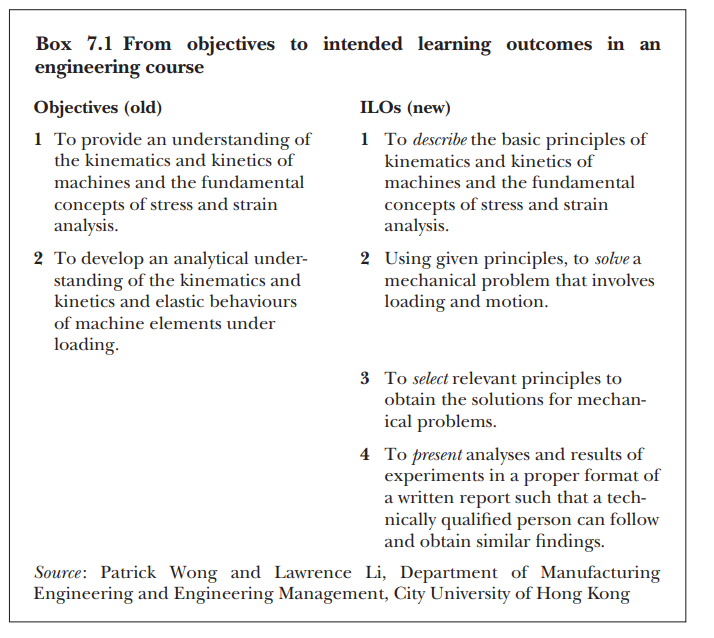 Box 7.1 From objectives to intended learning outcomes in an
engineering course
Objectives (old)
1 To provide an understanding of
the kinematics and kinetics of
machines and the fundamental
concepts of stress and strain
analysis.
2 To develop an analytical under-
standing of the kinematics and
kinetics and elastic behaviours
of machine elements under
loading.
ILOs (new)
1 To describe the basic principles of
kinematics and kinetics of
machines and the fundamental
concepts of stress and strain
analysis.
2 Using given principles, to solve a
mechanical problem that involves
loading and motion.
3 To select relevant principles to
obtain the solutions for mechan-
ical problems.
4 To present analyses and results of
experiments in a proper format of
a written report such that a tech-
nically qualified person can follow
and obtain similar findings.
Source: Patrick Wong and Lawrence Li, Department of Manufacturing
Engineering and Engineering Management, City University of Hong Kong